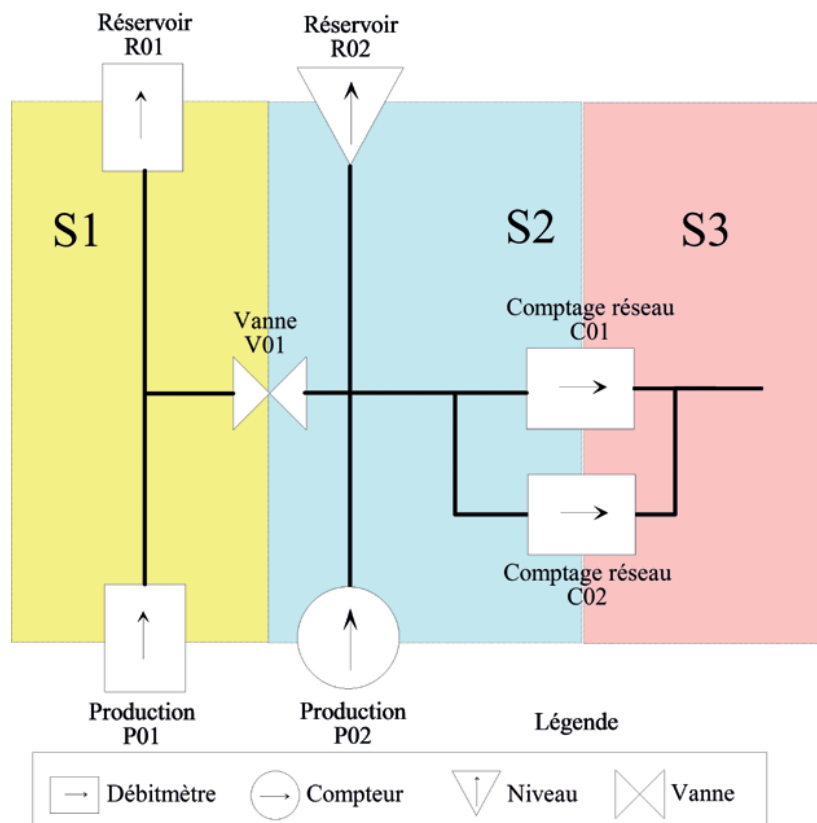 Réservoir
R01
Réservoir
R02
S1
S2
S3
Vanne
V01
Comptage réseau
C01
Comptage réseau
C02
Production
P01
Production
P02
Légende
Débitmètre
Compteur
Niveau
Vanne